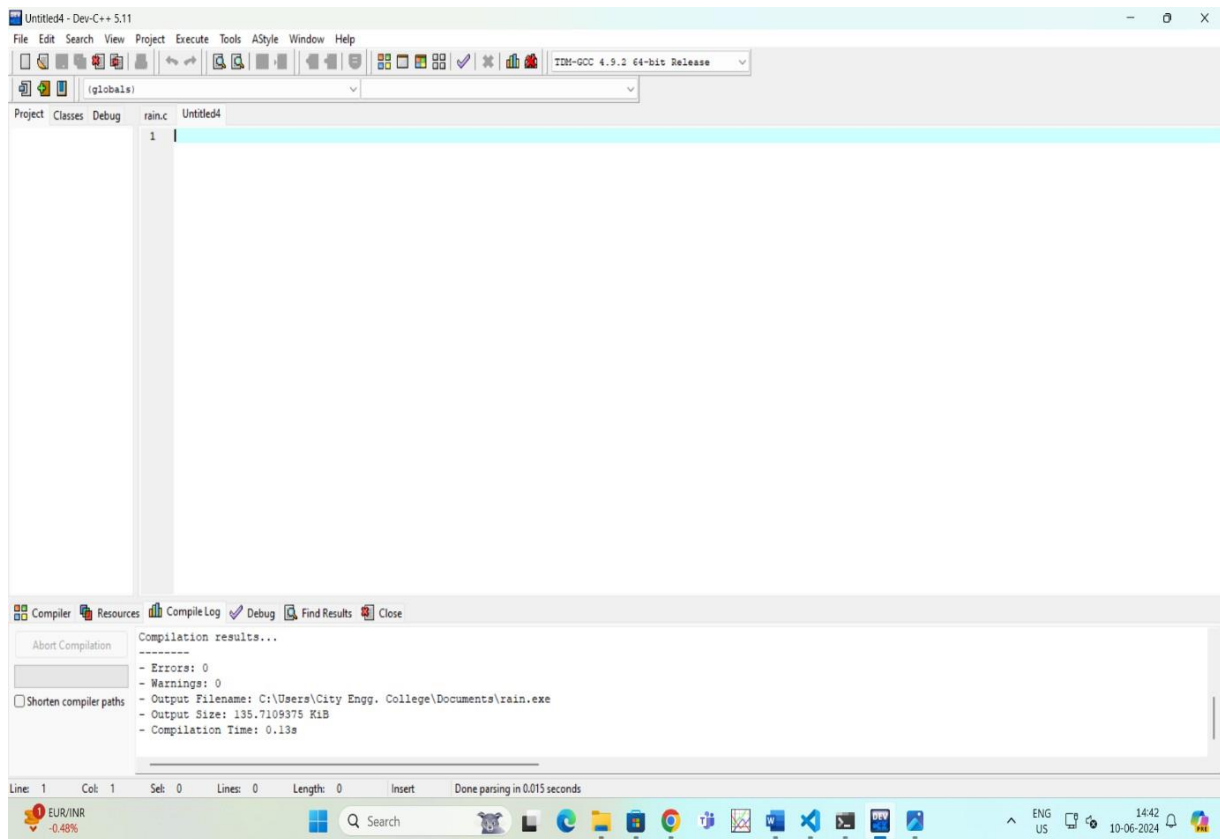 Untitled4 - Dev-C++ 5.11
File Edit Search View Project Execute Tools AStyle Window Help
TDM-GCC 4.9.2 64-bit Release
(globals)
Project Classes Debug rain.c Untitled4
1
Compiler Resources Compile Log Debug Find Results Close
Abort Compilation
Shorten compiler paths
Compilation results...
--------
- Errors: 0
- Warnings: 0
- Output Filename: C:\Users\City Engg. College\Documents\rain.exe
- Output Size: 135.7109375 KiB
- Compilation Time: 0.13s
Line: 1 Col: 1 Sel: 0 Lines: 0 Length: 0 Insert Done parsing in 0.015 seconds
1 EUR/INR
-0.48%
Search
DEV
ENG
US
14:42
10-06-2024
PRE